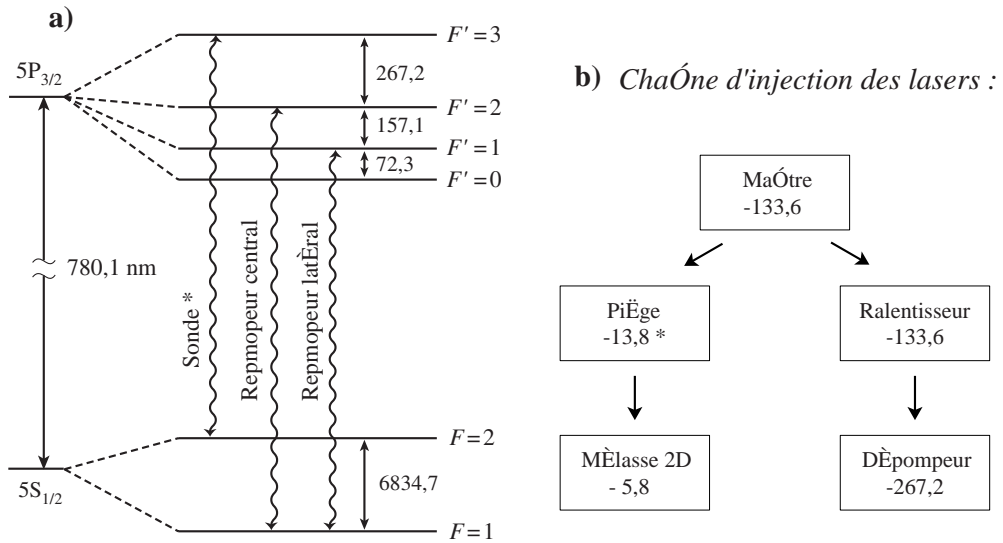 a)
F' = 3
267,2
5P3/2
F' = 2
157,1
F' = 1
72,3
F' = 0
780,1 nm
Sonde *
Repmopeur central
Repmopeur latÈral
F = 2
6834,7
5S1/2
F = 1
b) ChaÓne d'injection des lasers :
MaÓtre
-133,6
PiËge
-13,8 *
Ralentisseur
-133,6
MÈlasse 2D
- 5,8
DÈpompeur
-267,2